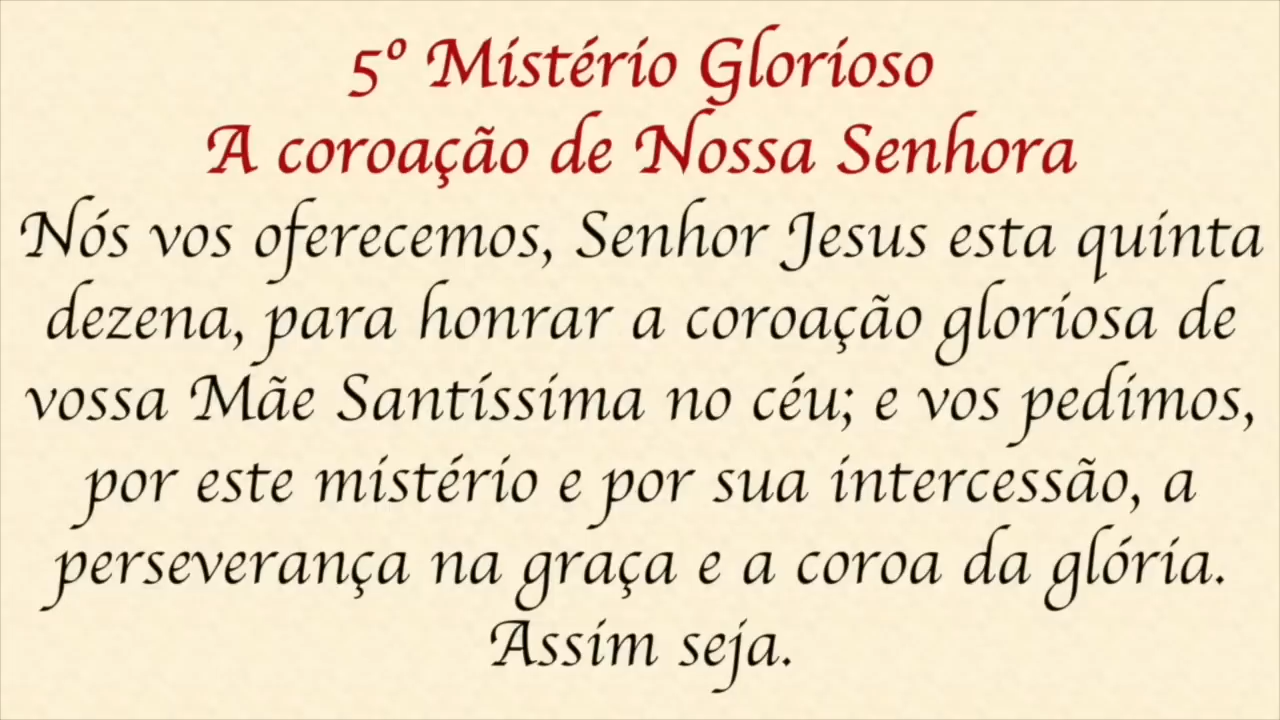 5º Mistério Glorioso
A coroação de Nossa Senhora
Nós vos oferecemos, Senhor Jesus esta quinta
dezena, para honrar a coroação gloriosa de
vossa Mãe Santíssima no céu; e vos pedimos,
por este mistério e por sua intercessão, a
perseverança na graça e a coroa da glória.
Assim seja.